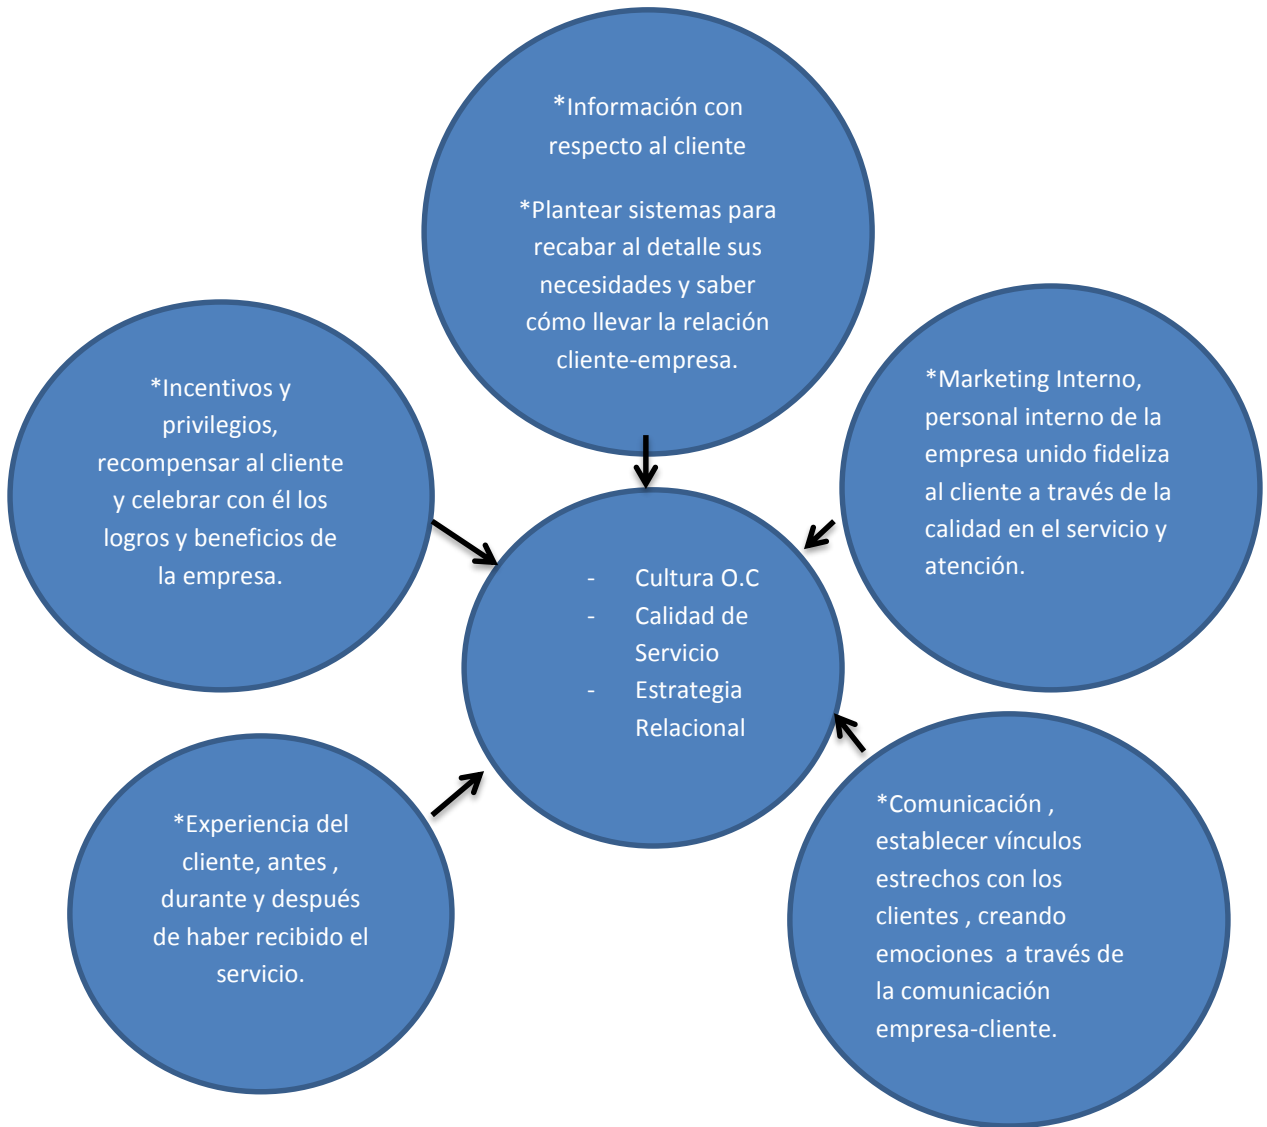 *Información con
respecto al cliente
*Plantear sistemas para
recabar al detalle sus
necesidades y saber
cómo llevar la relación
cliente-empresa.
*Incentivos y
privilegios,
recompensar al cliente
y celebrar con él los
logros y beneficios de
la empresa.
*Marketing Interno,
personal interno de la
empresa unido fideliza
al cliente a través de la
calidad en el servicio y
atención.
- Cultura O.C
- Calidad de
Servicio
- Estrategia
Relacional
*Experiencia del
cliente, antes ,
durante y después
de haber recibido el
servicio.
*Comunicación ,
establecer vínculos
estrechos con los
clientes , creando
emociones  a través de
la comunicación
empresa-cliente.